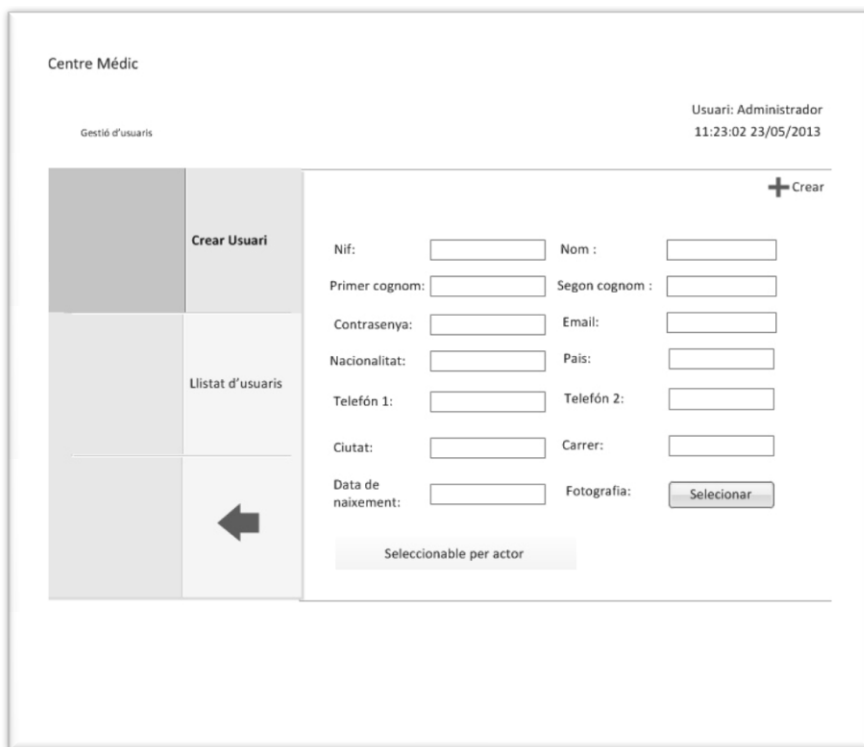 Centre Médic
Usuari: Administrador
Gestió d'usuaris
11:23:02 23/05/2013
Crear
Crear Usuari
Nif:
Nom :
Primer cognom:
Segon cognom :
Contrasenya:
Email:
Nacionalitat:
Pais:
Telefón 1:
Telefón 2:
Ciutat:
Carrer:
Data de
naixement:
Fotografia:
Selecionar
Seleccionable per actor
Llistat d'usuaris